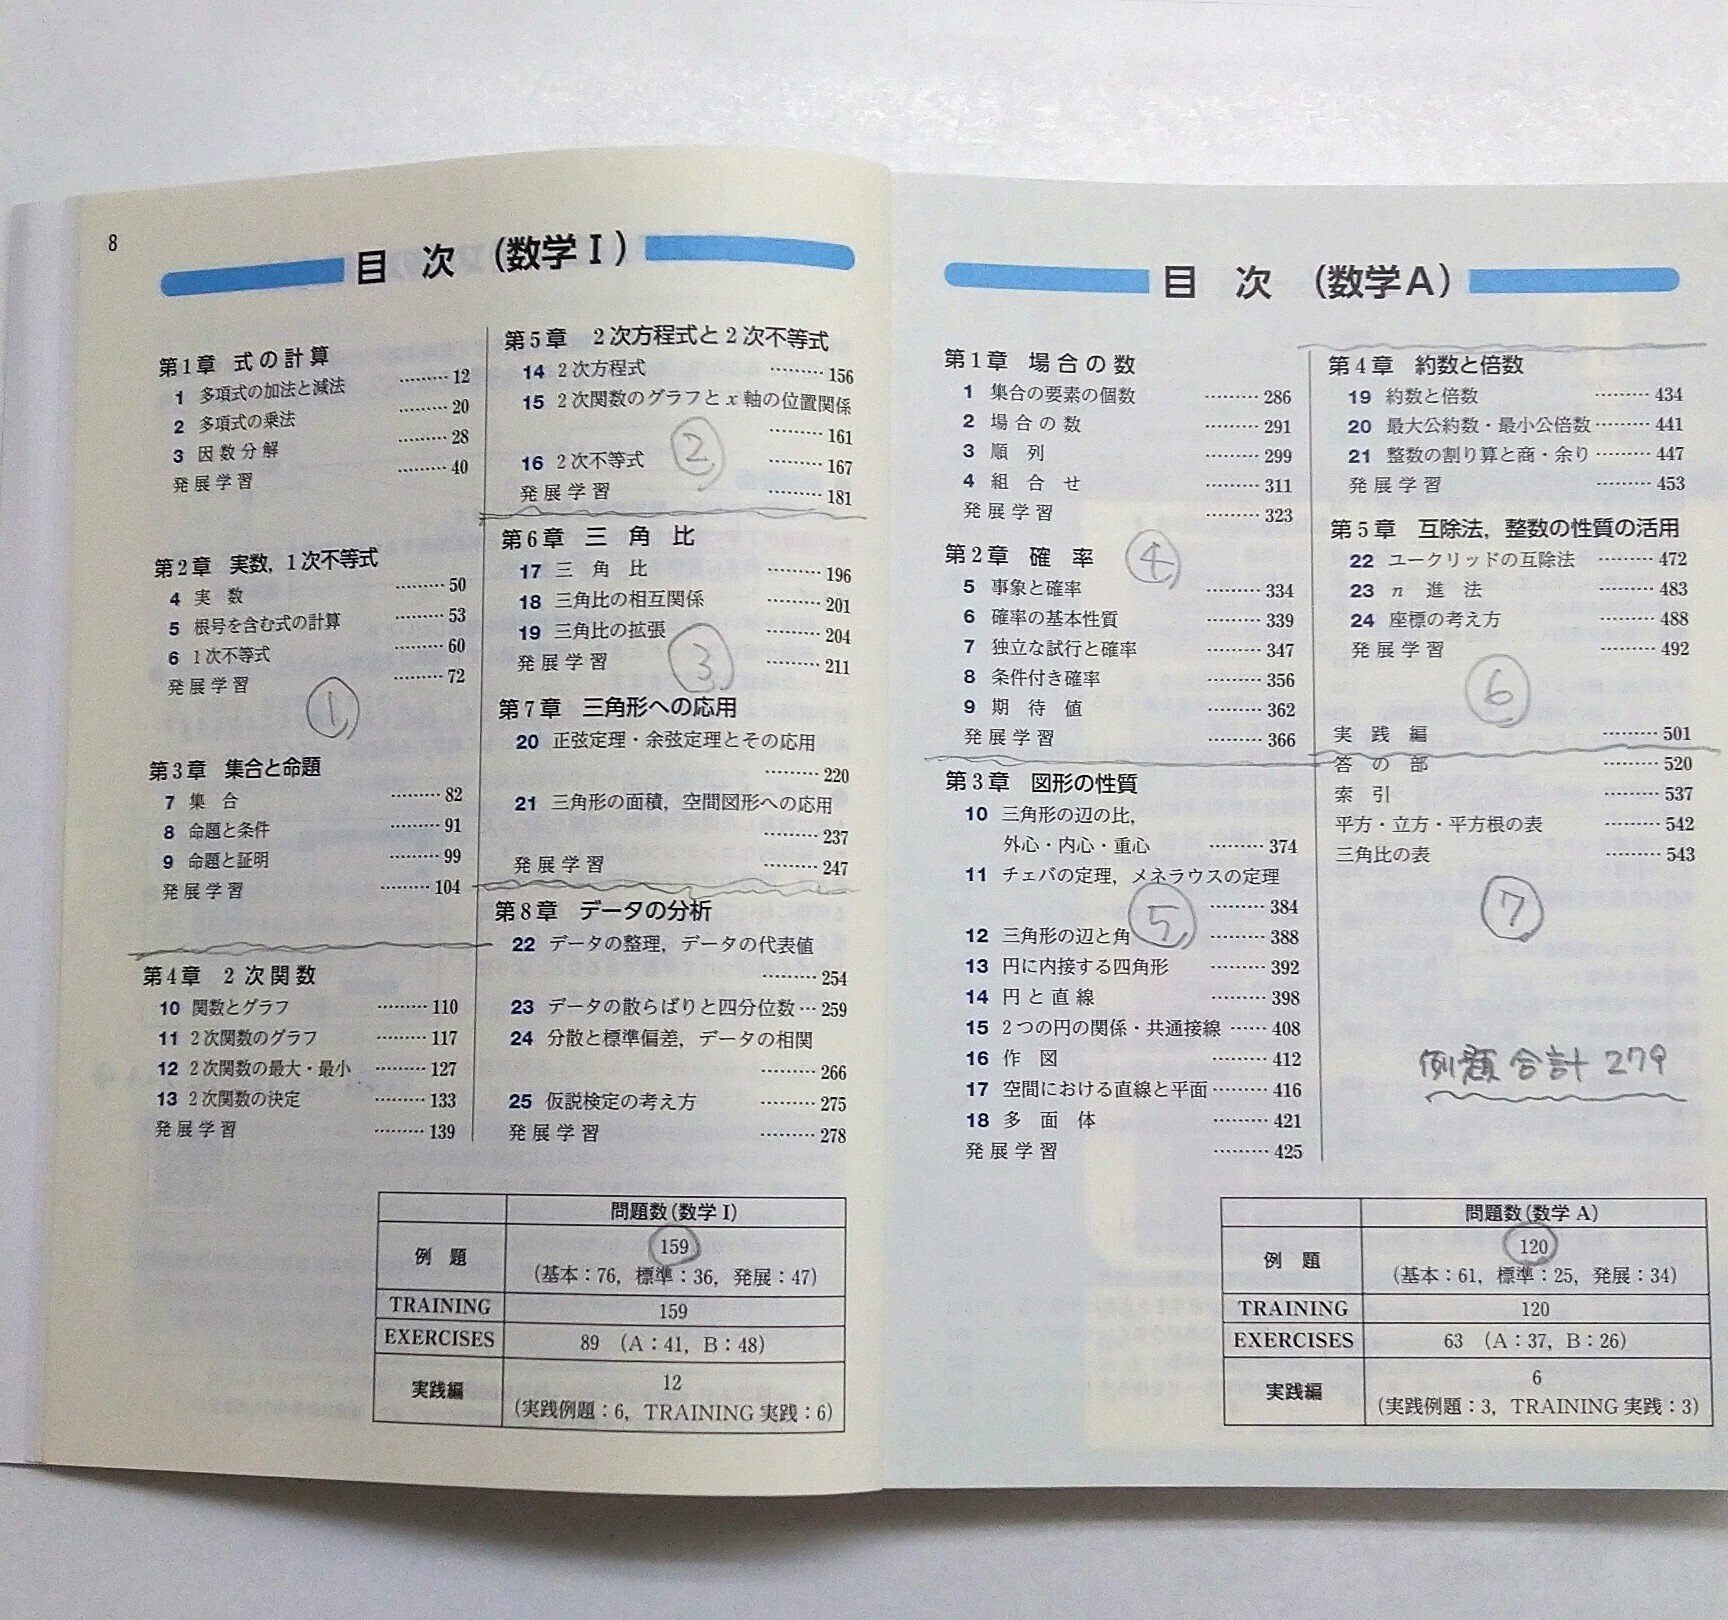 8
目 次 (数学Ⅰ)
第1章 式の計算
1 多項式の加法と減法 ………12
2 多項式の乗法 ………20
3 因数分解 ………28
発展学習 ………40
第2章 実数，1次不等式
4 実 数 ………50
5 根号を含む式の計算 ………53
6 1次不等式 ………60
発展学習 ………72
①
第3章 集合と命題
7 集 合 ………82
8 命題と条件 ………91
9 命題と証明 ………99
発展学習 ………104
第4章 2次関数
10 関数とグラフ ………110
11 2次関数のグラフ ………117
12 2次関数の最大・最小 ………127
13 2次関数の決定 ………133
発展学習 ………139
第5章 2次方程式と2次不等式
14 2次方程式 ………156
15 2次関数のグラフとx軸の位置関係
………161
②
16 2次不等式 ………167
発展学習 ………181
第6章 三角比
17 三角比 ………196
18 三角比の相互関係 ………201
19 三角比の拡張 ………204
発展学習 ………211
③
第7章 三角形への応用
20 正弦定理・余弦定理とその応用
………220
21 三角形の面積，空間図形への応用
………237
発展学習 ………247
第8章 データの分析
22 データの整理，データの代表値
………254
23 データの散らばりと四分位数…259
24 分散と標準偏差，データの相関
………266
25 仮説検定の考え方 ………275
発展学習 ………278
問題数(数学Ⅰ)
例 題 159
(基本：76，標準：36，発展：47)
TRAINING 159
EXERCISES 89 (A：41，B：48)
実践編 12
(実践例題：6，TRAINING 実践：6)
目 次 (数学A)
第1章 場合の数
1 集合の要素の個数 ………286
2 場合の数 ………291
3 順 列 ………299
4 組 合 せ ………311
発展学習 ………323
第2章 確 率
④
5 事象と確率 ………334
6 確率の基本性質 ………339
7 独立な試行と確率 ………347
8 条件付き確率 ………356
9 期 待 値 ………362
発展学習 ………366
第3章 図形の性質
10 三角形の辺の比，
外心・内心・重心 ………374
11 チェバの定理，メネラウスの定理
………384
⑤
12 三角形の辺と角 ………388
13 円に内接する四角形 ………392
14 円と直線 ………398
15 2つの円の関係・共通接線 ……408
16 作 図 ………412
17 空間における直線と平面………416
18 多 面 体 ………421
発展学習 ………425
第4章 約数と倍数
19 約数と倍数 ………434
20 最大公約数・最小公倍数………441
21 整数の割り算と商・余り………447
発展学習 ………453
第5章 互除法，整数の性質の活用
22 ユークリッドの互除法 ………472
23 n 進 法 ………483
24 座標の考え方 ………488
発展学習 ………492
⑥
実 践 編 ………501
答 の 部 ………520
索 引 ………537
平方・立方・平方根の表 ………542
三角比の表 ………543
⑦
例題合計 279
問題数(数学A)
例 題 120
(基本：61，標準：25，発展：34)
TRAINING 120
EXERCISES 63 (A：37，B：26)
実践編 6
(実践例題：3，TRAINING 実践：3)